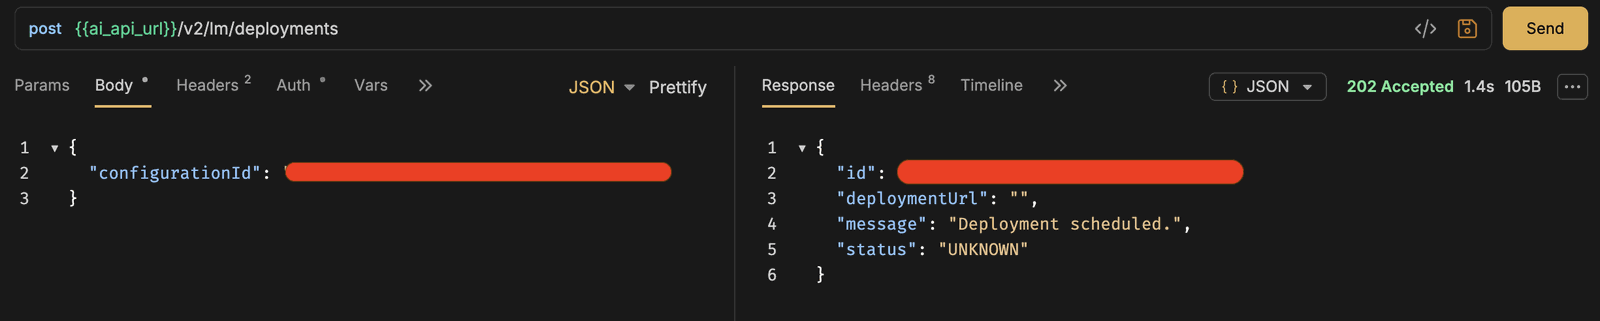 post {{ai_api_url}}/v2/lm/deployments </> Send
Params Body Headers 2 Auth Vars >> JSON Prettify
Response Headers 8 Timeline >> {} JSON 202 Accepted 1.4s 105B ...
1 {
2 "configurationId": "
3 }
1 {
2 "id":
3 "deploymentUrl": "",
4 "message": "Deployment scheduled.",
5 "status": "UNKNOWN"
6 }